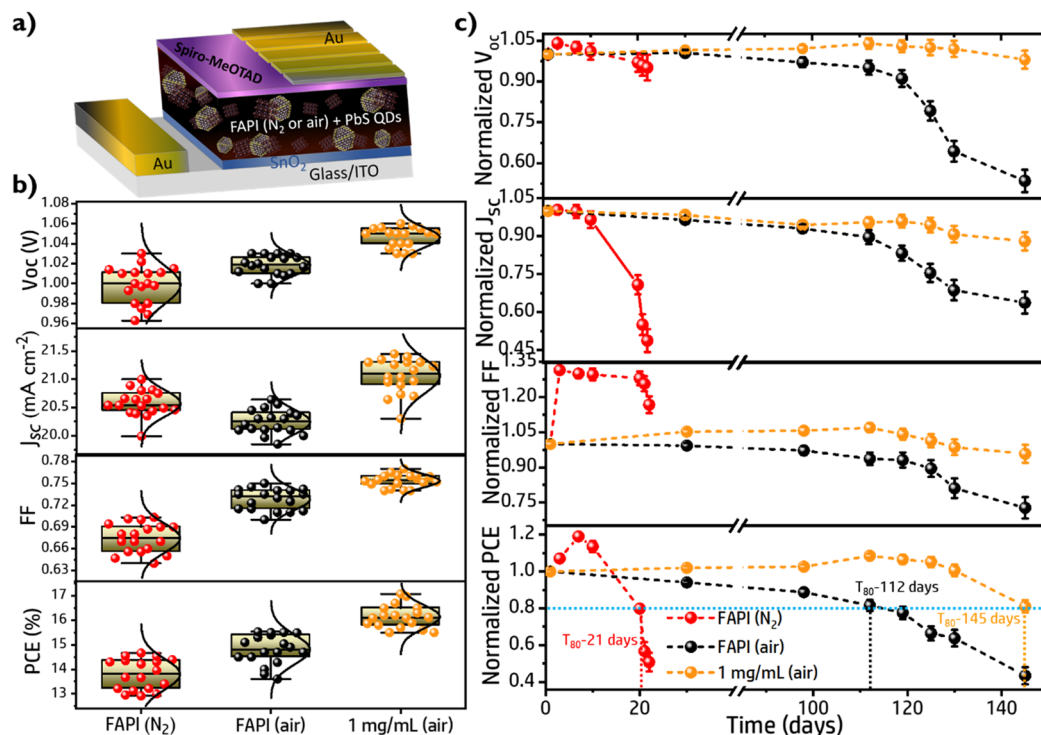 a)
Au
Spiro-MeOTAD
FAPI (N₂ or air) + PbS QDs
Au
SnO₂
Glass/ITO
b)
1.08
1.06
1.04
1.02
1.00
0.98
0.96
Voc (V)
21.5
21.0
20.5
20.0
Jsc (mA cm⁻²)
0.78
0.75
0.72
0.69
0.66
0.63
FF
17
16
15
14
13
PCE (%)
FAPI (N₂)
FAPI (air)
1 mg/mL (air)
c)
1.05
0.90
0.75
0.60
Normalized Voc
1.05
0.90
0.75
0.60
0.45
Normalized Jsc
1.35
1.20
1.05
0.90
0.75
Normalized FF
1.2
1.0
0.8
0.6
0.4
Normalized PCE
T₈₀-112 days
T₈₀-21 days
T₈₀-145 days
FAPI (N₂)
FAPI (air)
1 mg/mL (air)
0
20
100
120
140
Time (days)